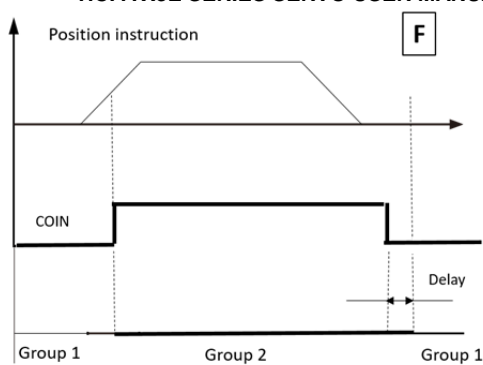 Position instruction
F
COIN
Delay
Group 1
Group 2
Group 1